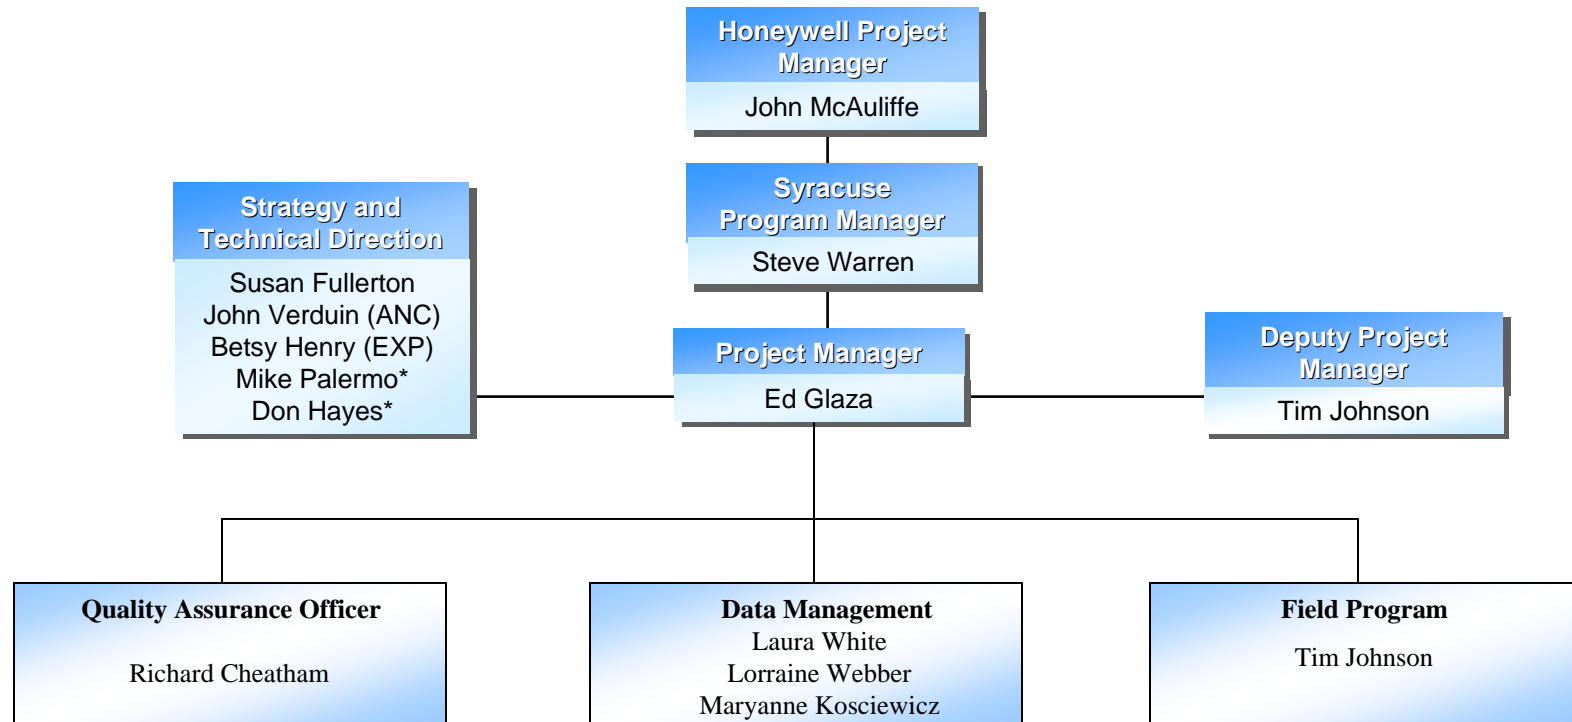 Honeywell Project
Manager
John McAuliffe
Syracuse
Program Manager
Steve Warren
Strategy and
Technical Direction
Susan Fullerton
John Verduin (ANC)
Betsy Henry (EXP)
Mike Palermo*
Don Hayes*
Project Manager
Ed Glaza
Deputy Project
Manager
Tim Johnson
Quality Assurance Officer
Richard Cheatham
Data Management
Laura White
Lorraine Webber
Maryanne Kosciewicz
Field Program
Tim Johnson